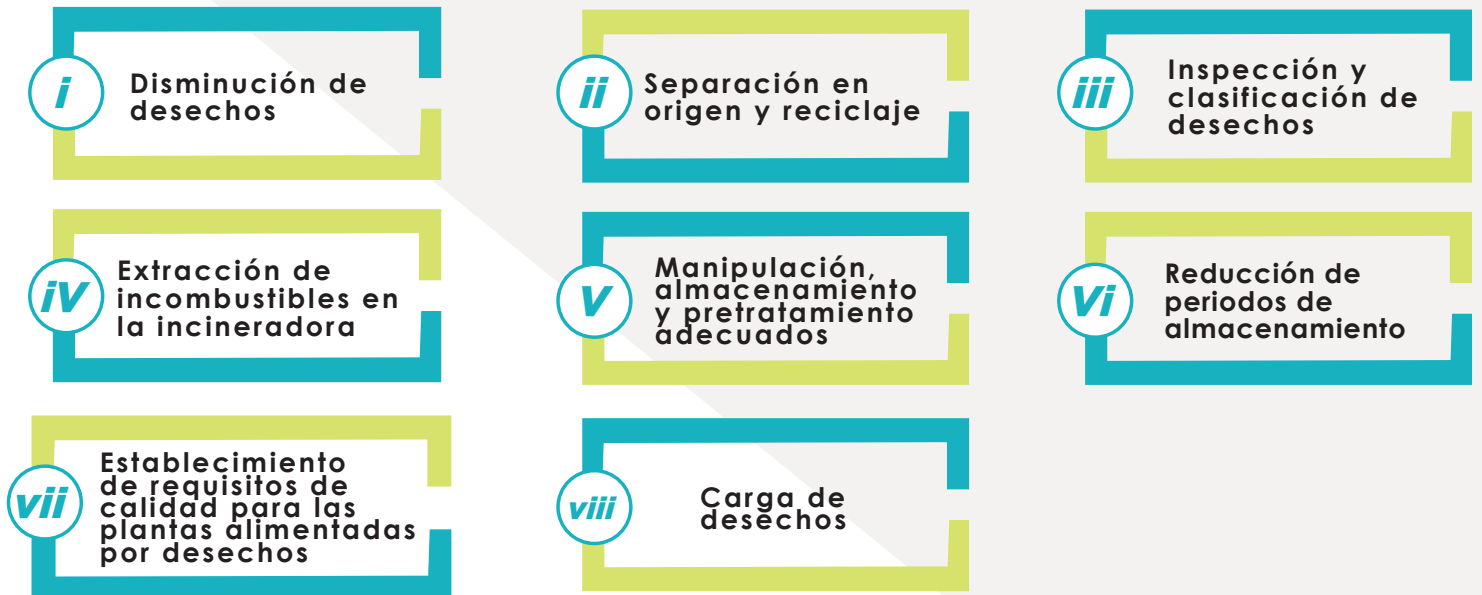 i
Disminución de
desechos
ii
Separación en
origen y reciclaje
iii
Inspección y
clasificación de
desechos
iV
Extracción de
incombustibles en
la incineradora
V
Manipulación,
almacenamiento
y pretratamiento
adecuados
Vi
Reducción de
periodos de
almacenamiento
vii
Establecimiento
de requisitos de
calidad para las
plantas alimentadas
por desechos
viii
Carga de
desechos